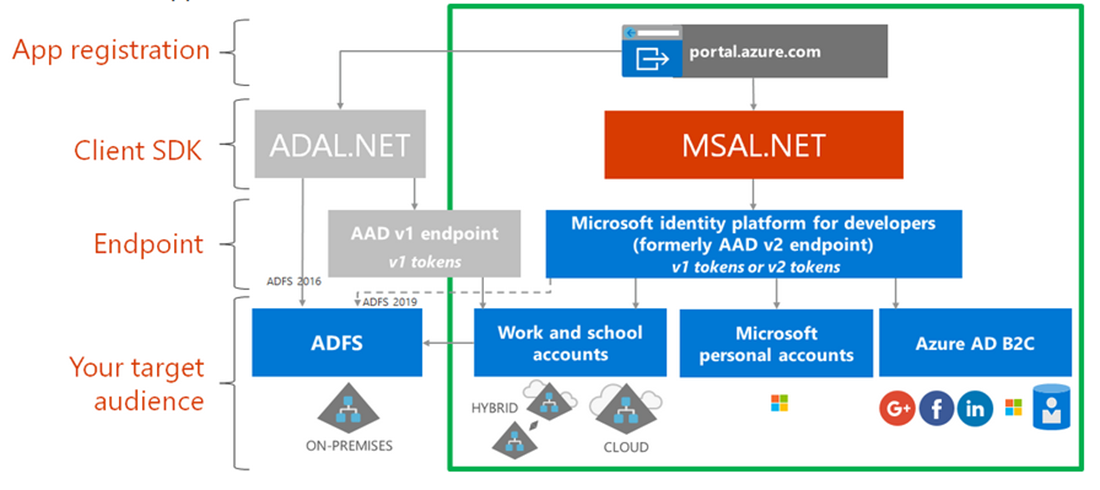 App registration
portal.azure.com
Client SDK
ADAL.NET
MSAL.NET
Endpoint
AAD v1 endpoint
v1 tokens
Microsoft identity platform for developers
(formerly AAD v2 endpoint)
v1 tokens or v2 tokens
ADFS 2016
ADFS 2019
Your target
audience
ADFS
Work and school
accounts
Microsoft
personal accounts
Azure AD B2C
ON-PREMISES
HYBRID
CLOUD
G+
f
in